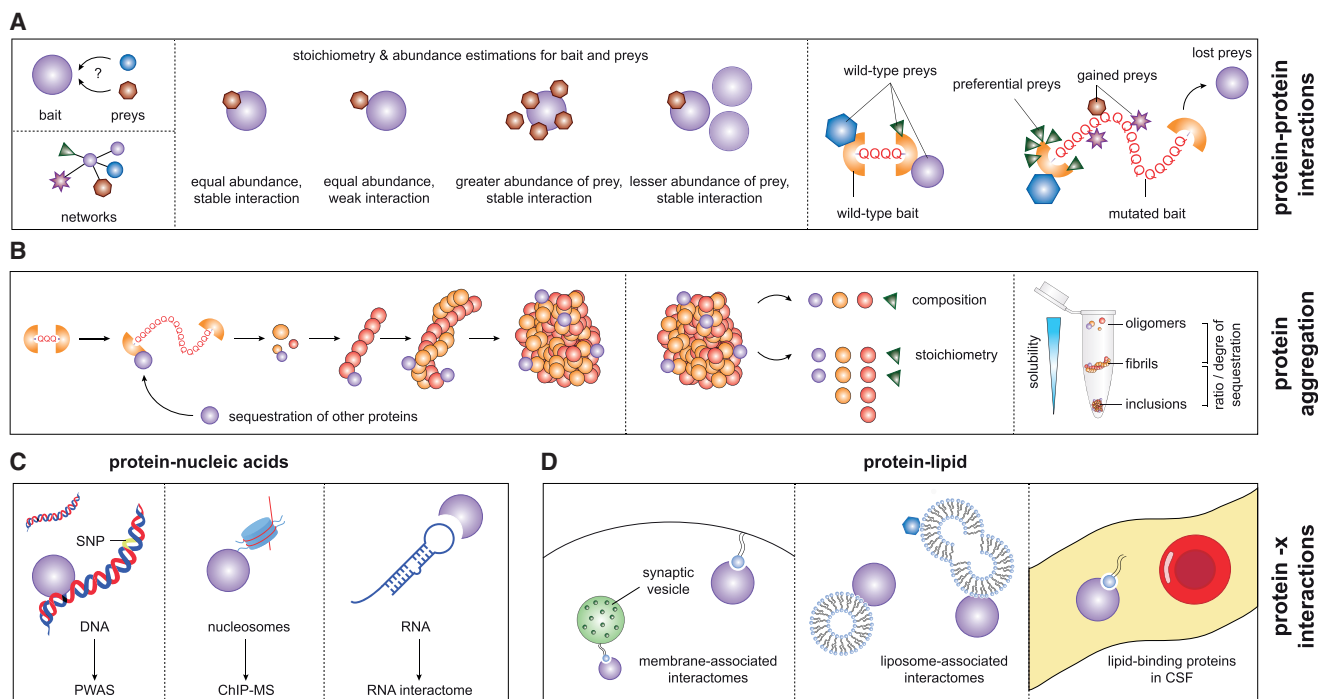 A
?
bait
preys
networks
stoichiometry & abundance estimations for bait and preys
equal abundance,
stable interaction
equal abundance,
weak interaction
greater abundance of prey,
stable interaction
lesser abundance of prey,
stable interaction
wild-type preys
QQQQ
wild-type bait
preferential preys
gained preys
lost preys
mutated bait
protein-protein
interactions
B
sequestration of other proteins
composition
stoichiometry
solubility
oligomers
fibrils
inclusions
ratio / degree of
sequestration
protein
aggregation
C
protein-nucleic acids
SNP
DNA
PWAS
nucleosomes
ChIP-MS
RNA
RNA interactome
D
protein-lipid
synaptic
vesicle
membrane-associated
interactomes
liposome-associated
interactomes
lipid-binding proteins
in CSF
protein -x
interactions